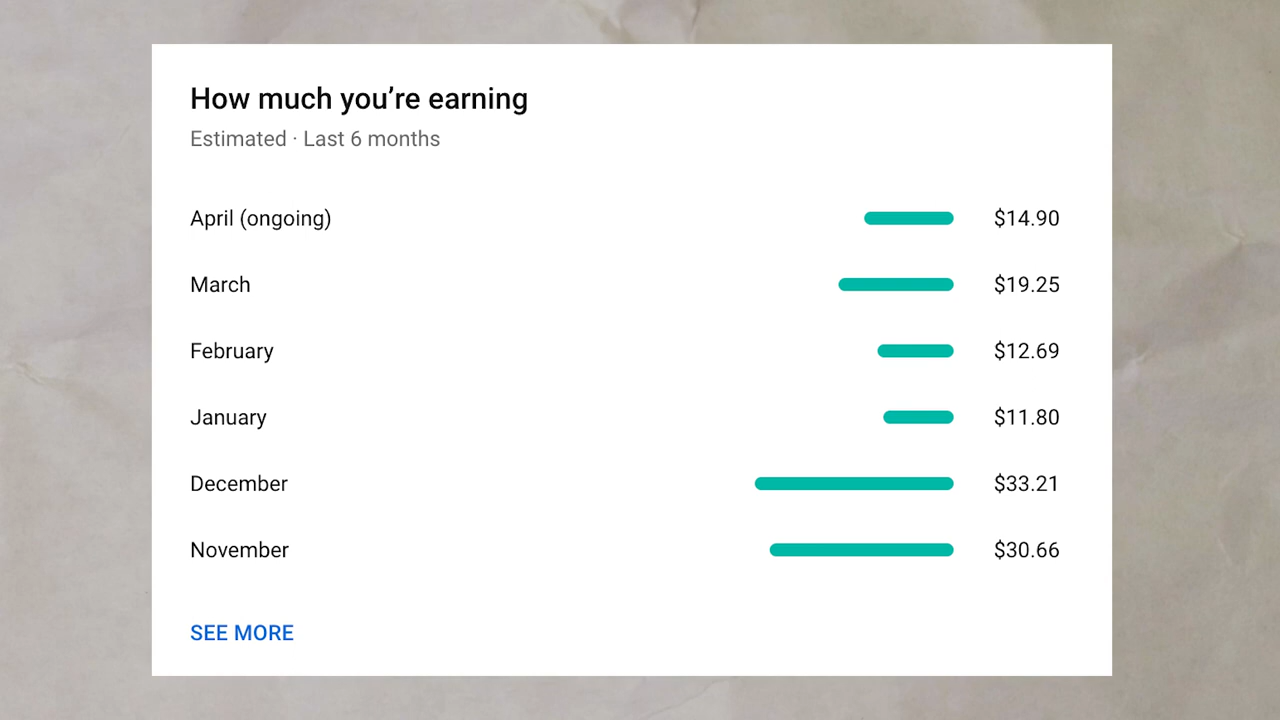 How much you’re earning
Estimated · Last 6 months
April (ongoing) $14.90
March $19.25
February $12.69
January $11.80
December $33.21
November $30.66
SEE MORE